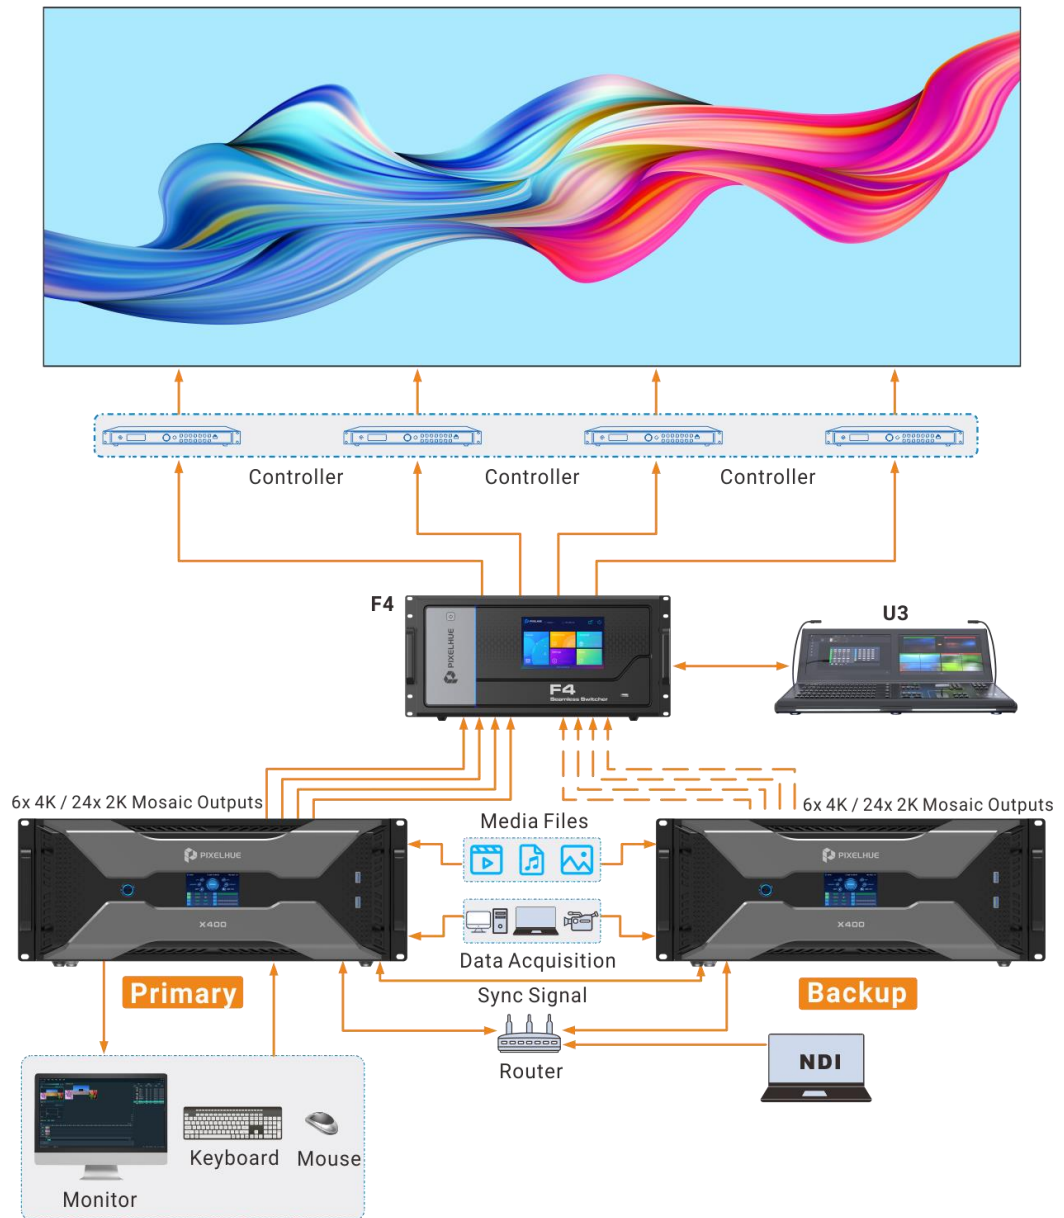 Controller
Controller
Controller
F4
U3
PIXELHUE
F4
Seamless Switcher
6x 4K / 24x 2K Mosaic Outputs
6x 4K / 24x 2K Mosaic Outputs
Media Files
PIXELHUE
PIXELHUE
X400
X400
Data Acquisition
Primary
Sync Signal
Backup
Router
NDI
Keyboard
Mouse
Monitor